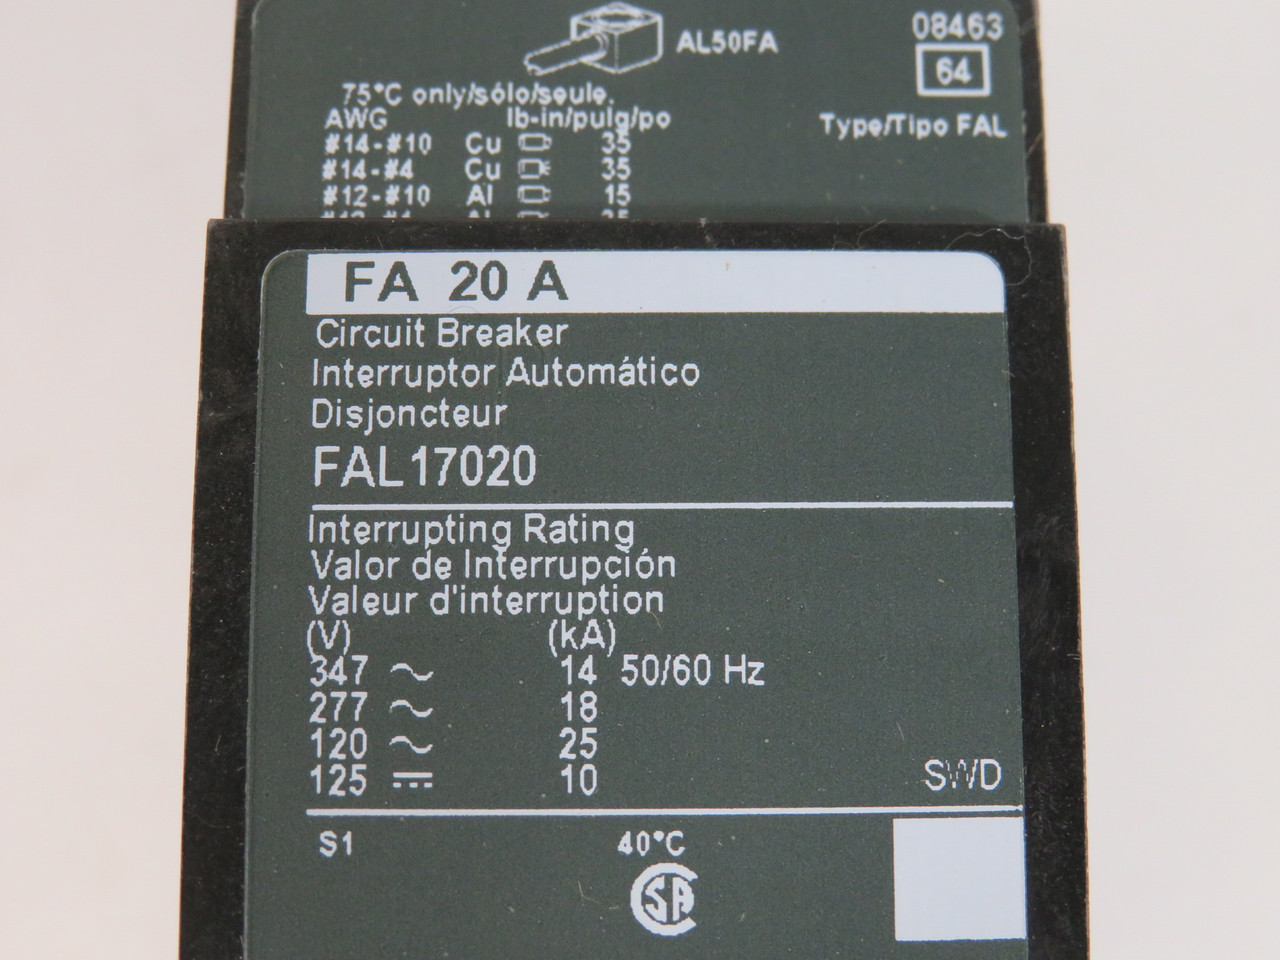 AL50FA
08463
64
75°C only/sólo/seule.
AWG lb-in/pulg/po
Type/Tipo FAL
#14-#10 Cu 35
#14-#4 Cu 35
#12-#10 Al 15
FA 20 A
Circuit Breaker
Interruptor Automático
Disjoncteur
FAL17020
Interrupting Rating
Valor de Interrupción
Valeur d'interruption
(V) (kA)
347 ~ 14 50/60 Hz
277 ~ 18
120 ~ 25
125 ⎓ 10
SWD
S1 40°C
CSA